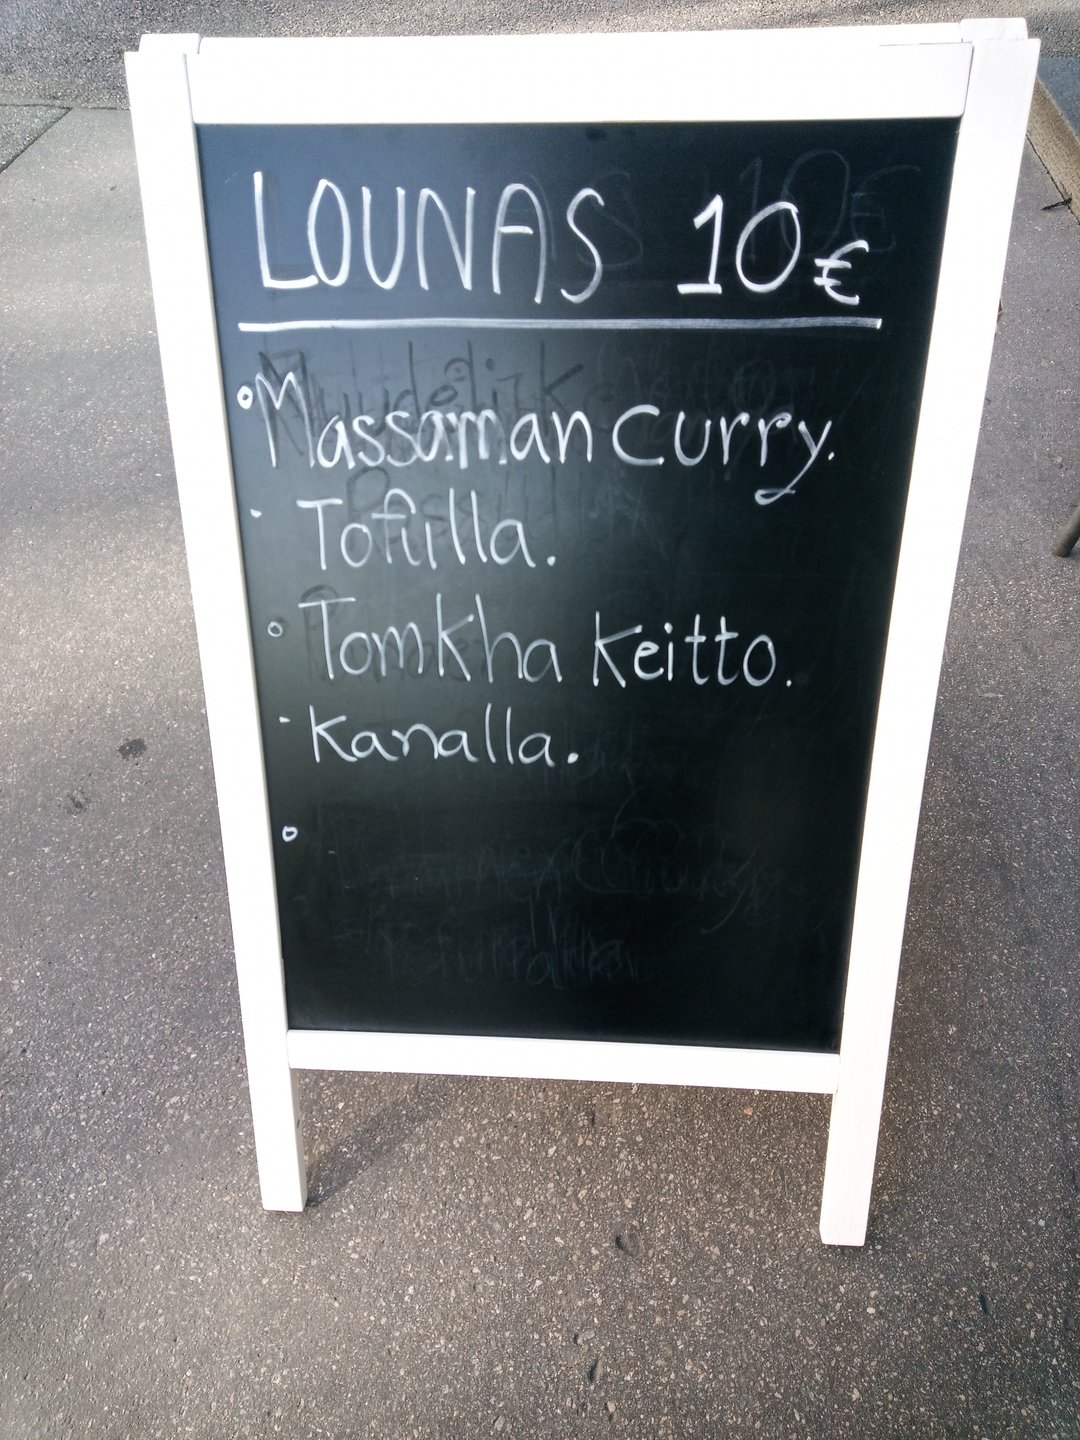 LOUNAS 10€
Massaman Curry.
- Tofulla.
Tomkha Keitto.
- Kanalla.